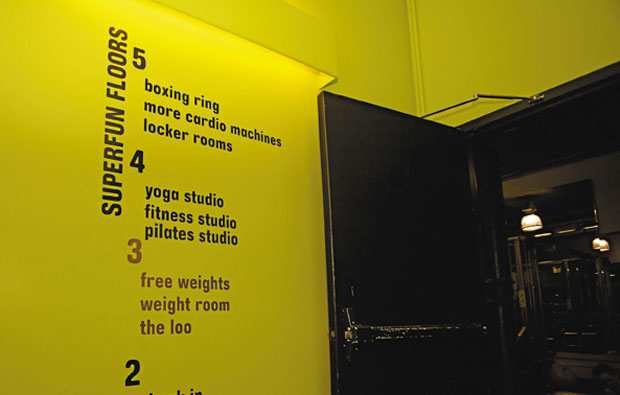 SUPERFUN FLOORS
5
boxing ring
more cardio machines
locker rooms
4
yoga studio
fitness studio
pilates studio
3
free weights
weight room
the loo
2